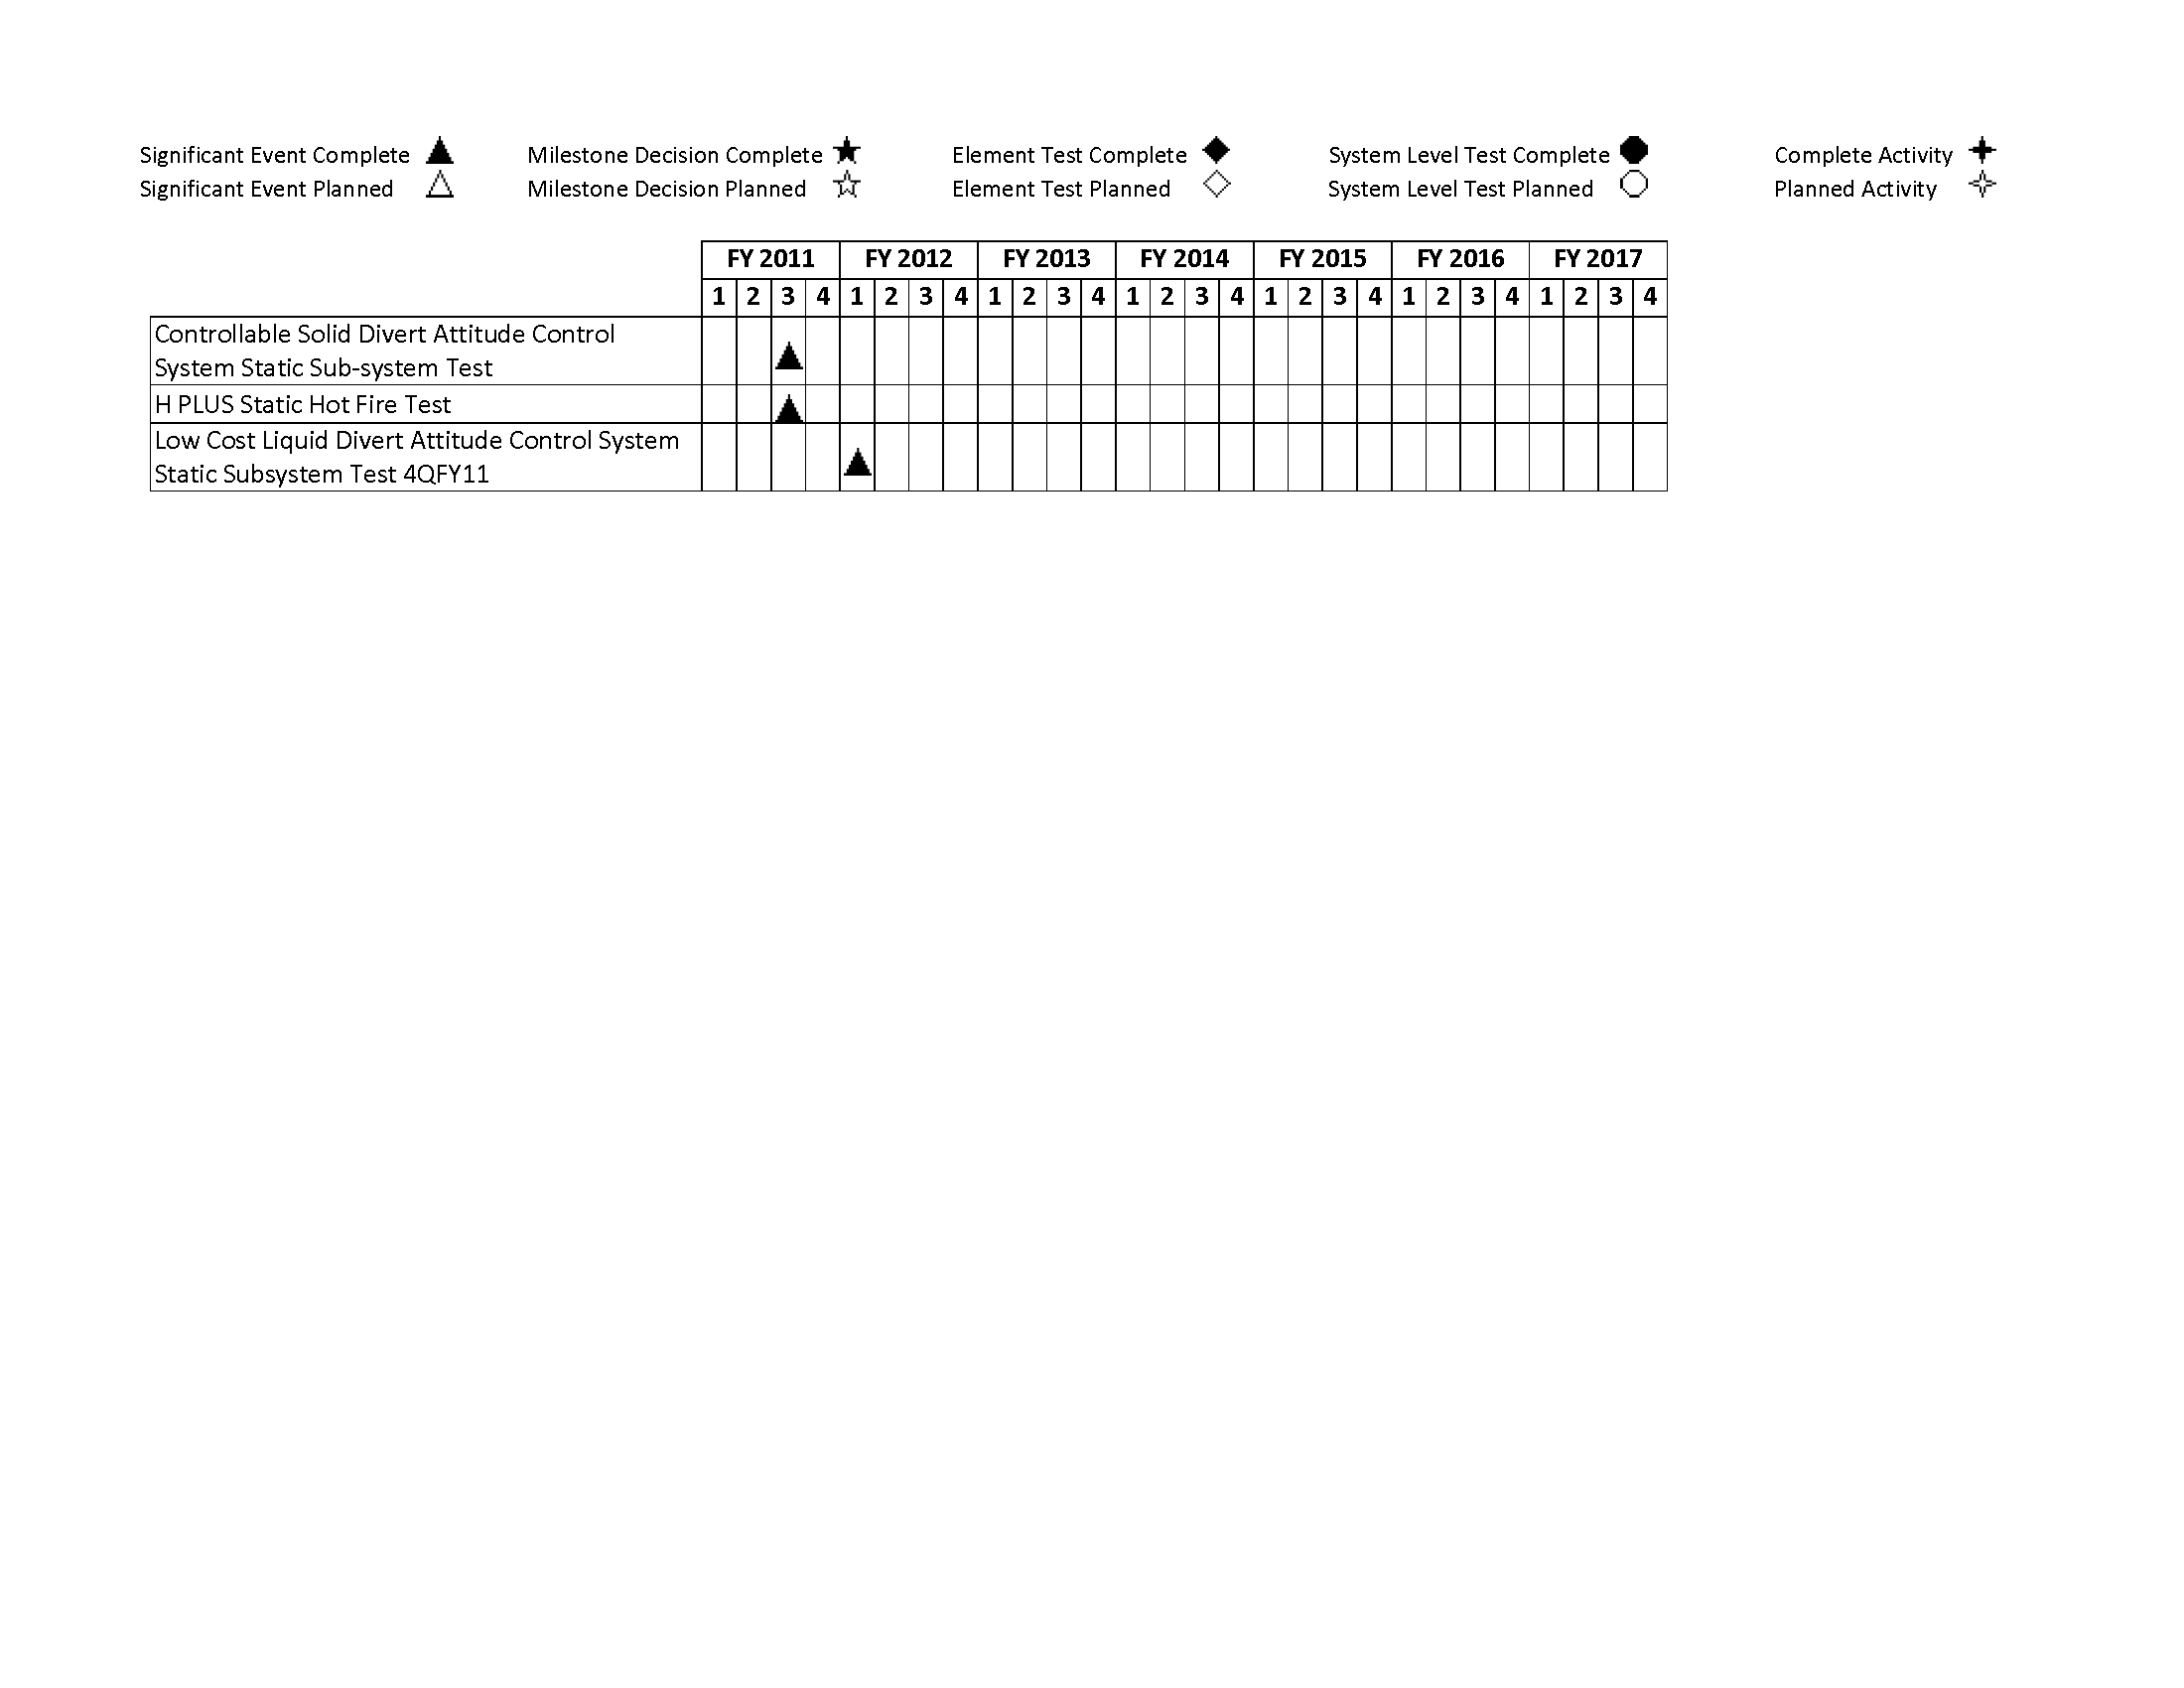 Significant Event Complete Milestone Decision Complete Element Test Complete System Level Test Complete Complete Activity
Significant Event Planned Milestone Decision Planned Element Test Planned System Level Test Planned Planned Activity
FY 2011 FY 2012 FY 2013 FY 2014 FY 2015 FY 2016 FY 2017
1 2 3 4 1 2 3 4 1 2 3 4 1 2 3 4 1 2 3 4 1 2 3 4 1 2 3 4
Controllable Solid Divert Attitude Control
System Static Sub-system Test
H PLUS Static Hot Fire Test
Low Cost Liquid Divert Attitude Control System
Static Subsystem Test 4QFY11